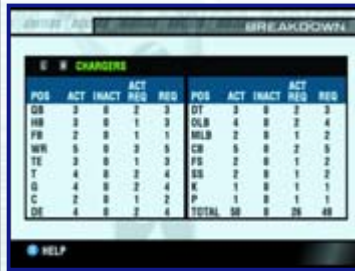 BREAKDOWN
CHARGERS
POS ACT INACT ACT REQ REQ POS ACT INACT ACT REQ REQ
QB 3 0 2 3 DT 3 0 2 3
HB 3 0 1 3 OLB 4 0 2 4
FB 2 0 1 1 MLB 2 0 1 2
WR 5 0 3 5 CB 5 0 2 5
TE 3 0 1 3 FS 2 0 1 2
T 4 0 2 4 SS 2 0 1 2
G 4 0 2 4 K 1 0 1 1
C 2 0 1 2 P 1 0 1 1
DE 4 0 2 4 TOTAL 50 0 26
HELP